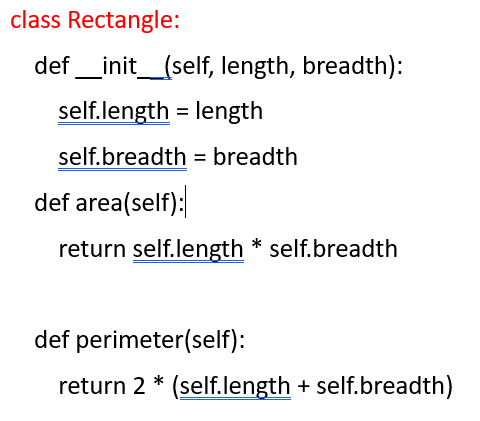 class Rectangle:
def __init__(self, length, breadth):
self.length = length
self.breadth = breadth
def area(self):
return self.length * self.breadth
def perimeter(self):
return 2 * (self.length + self.breadth)